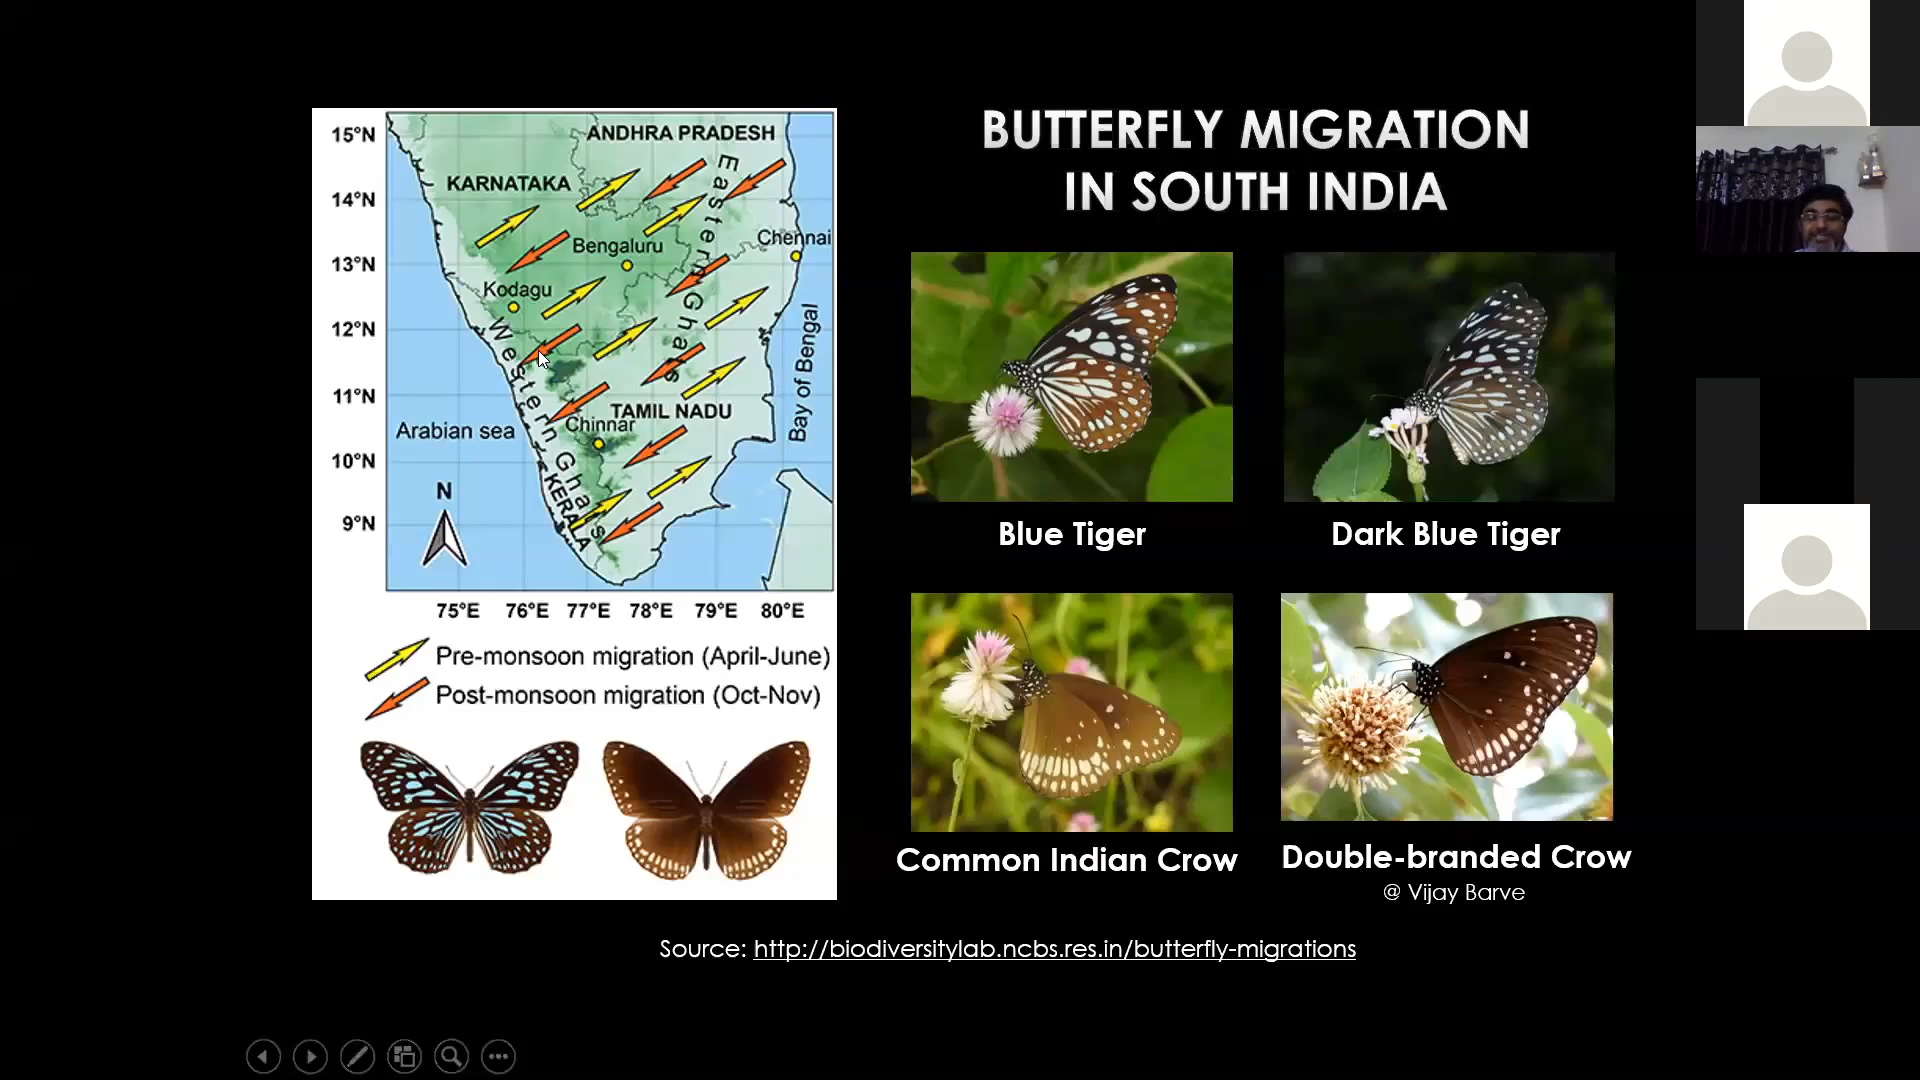 BUTTERFLY MIGRATION
IN SOUTH INDIA
15°N
14°N
13°N
12°N
11°N
10°N
9°N
ANDHRA PRADESH
KARNATAKA
Eastern Ghats
Bengaluru
Chennai
Kodagu
Western Ghats
Bay of Bengal
TAMIL NADU
Chinnar
Arabian sea
KERALA
N
75°E 76°E 77°E 78°E 79°E 80°E
Pre-monsoon migration (April-June)
Post-monsoon migration (Oct-Nov)
Blue Tiger
Dark Blue Tiger
Common Indian Crow
Double-branded Crow
@ Vijay Barve
Source: http://biodiversitylab.ncbs.res.in/butterfly-migrations